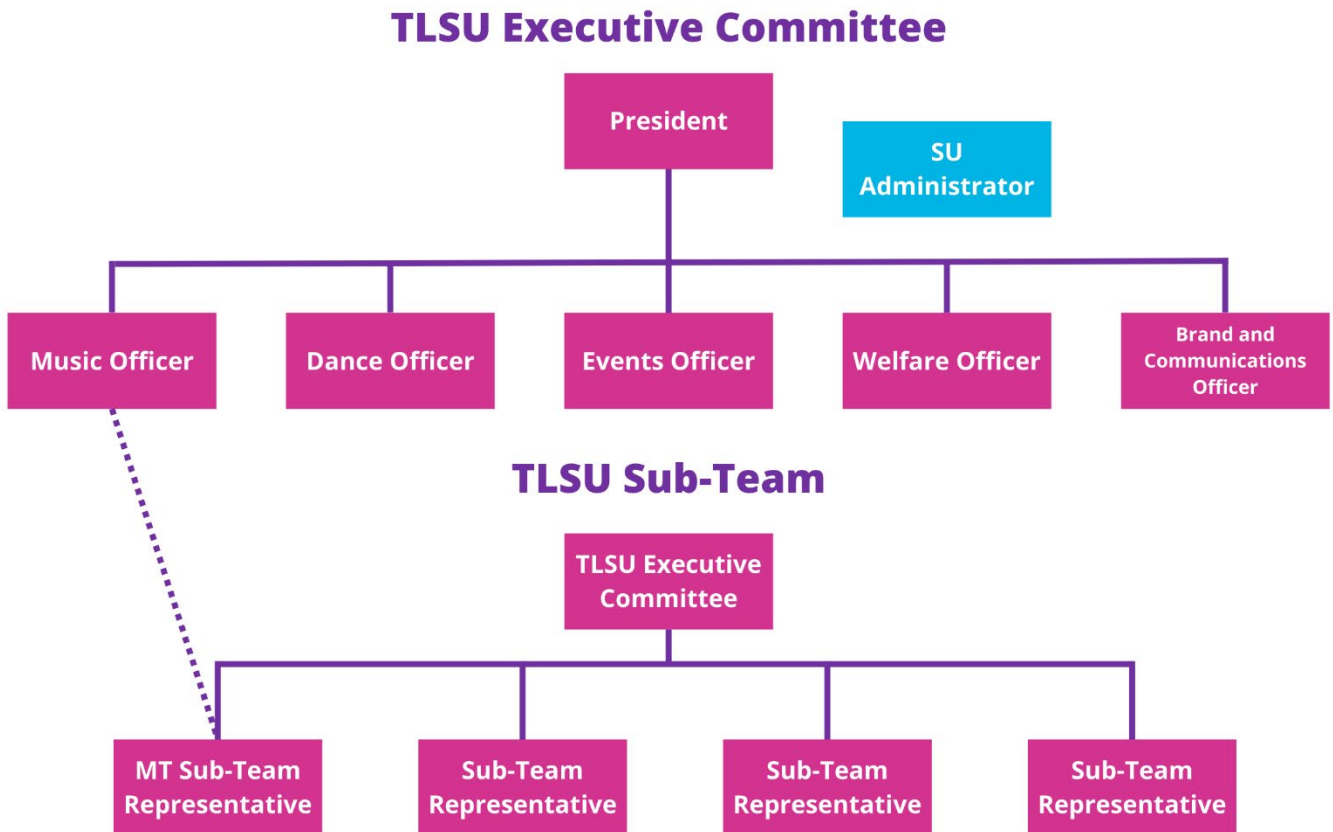 TLSU Executive Committee
President
SU
Administrator
Music Officer
Dance Officer
Events Officer
Welfare Officer
Brand and
Communications
Officer
TLSU Sub-Team
TLSU Executive
Committee
MT Sub-Team
Representative
Sub-Team
Representative
Sub-Team
Representative
Sub-Team
Representative